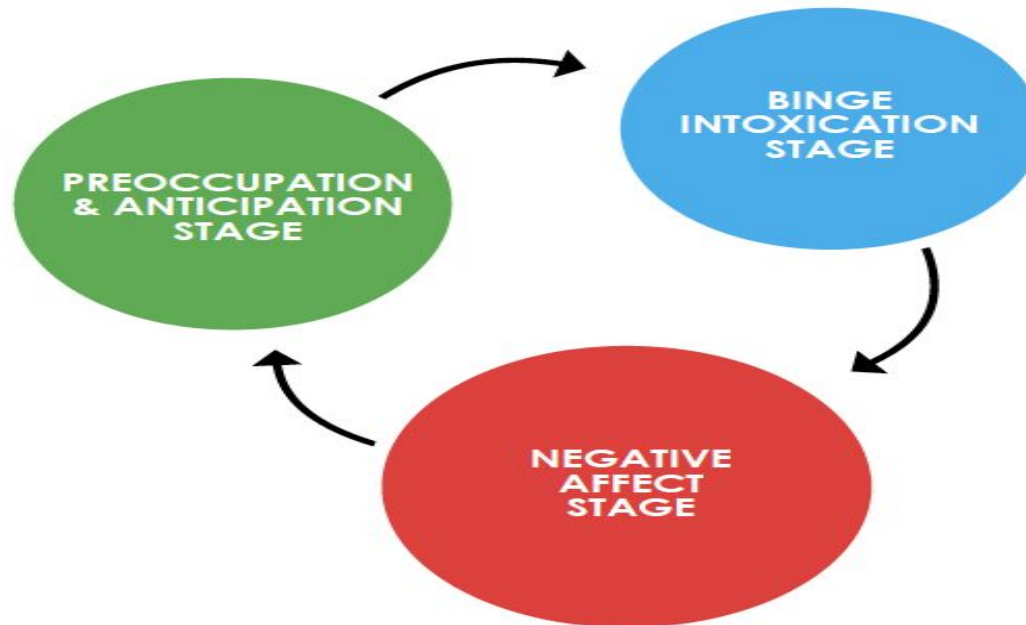 PREOCCUPATION
& ANTICIPATION
STAGE
BINGE
INTOXICATION
STAGE
NEGATIVE
AFFECT
STAGE